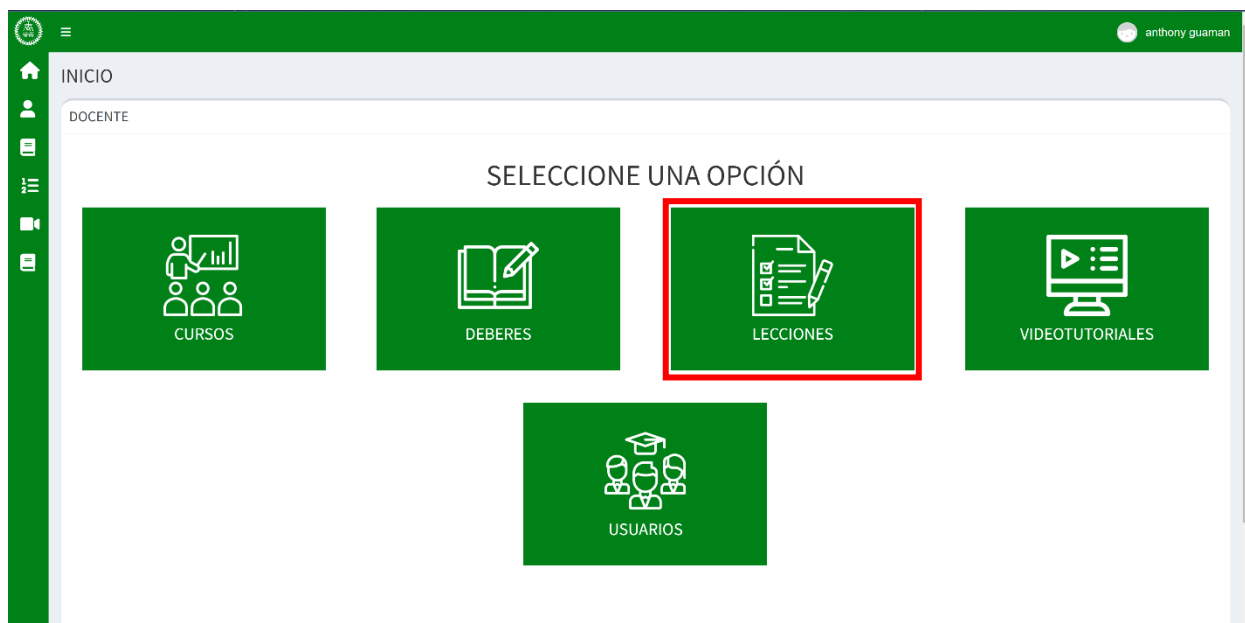 anthony guaman
INICIO
DOCENTE
SELECCIONE UNA OPCIÓN
CURSOS
DEBERES
LECCIONES
VIDEOTUTORIALES
USUARIOS